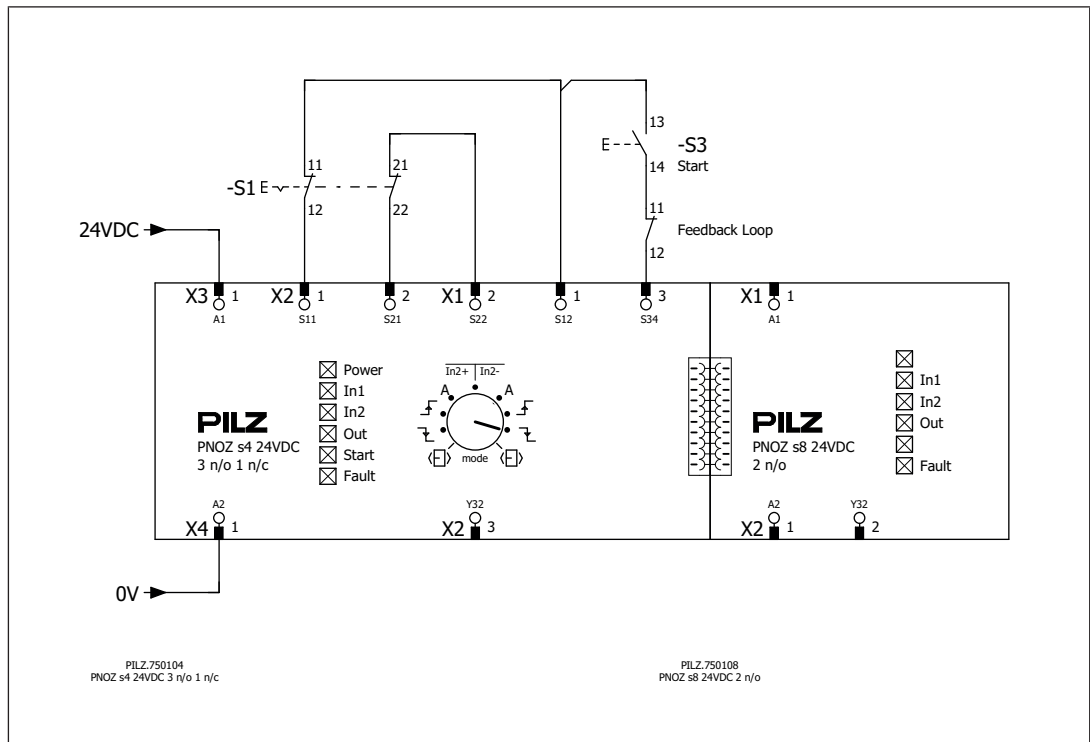 13
-S3
E
14
Start
11
21
-S1
E
12
22
11
Feedback Loop
12
24VDC
X3 1
X2 1
2
X1 2
1
3
X1 1
A1
S11
S21
S22
S12
S34
A1
In2+ In2-
A A
mode
Power
In1
In2
Out
Start
Fault
PILZ
PNOZ s4 24VDC
3 n/o 1 n/c
In1
In2
Out
Fault
PILZ
PNOZ s8 24VDC
2 n/o
A2
Y32
A2
Y32
X4 1
X2 3
X2 1
2
0V
PILZ.750104
PNOZ s4 24VDC 3 n/o 1 n/c
PILZ.750108
PNOZ s8 24VDC 2 n/o